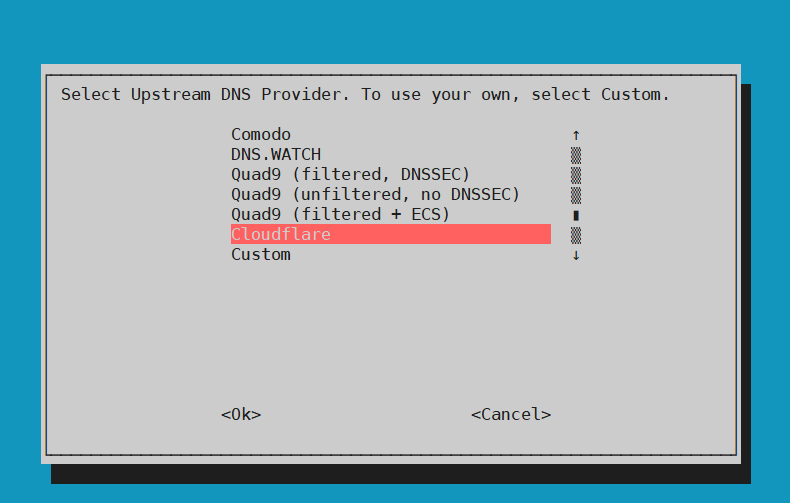 Select Upstream DNS Provider. To use your own, select Custom.
Comodo ↑
DNS.WATCH
Quad9 (filtered, DNSSEC)
Quad9 (unfiltered, no DNSSEC)
Quad9 (filtered + ECS)
Cloudflare
Custom ↓
<Ok> <Cancel>